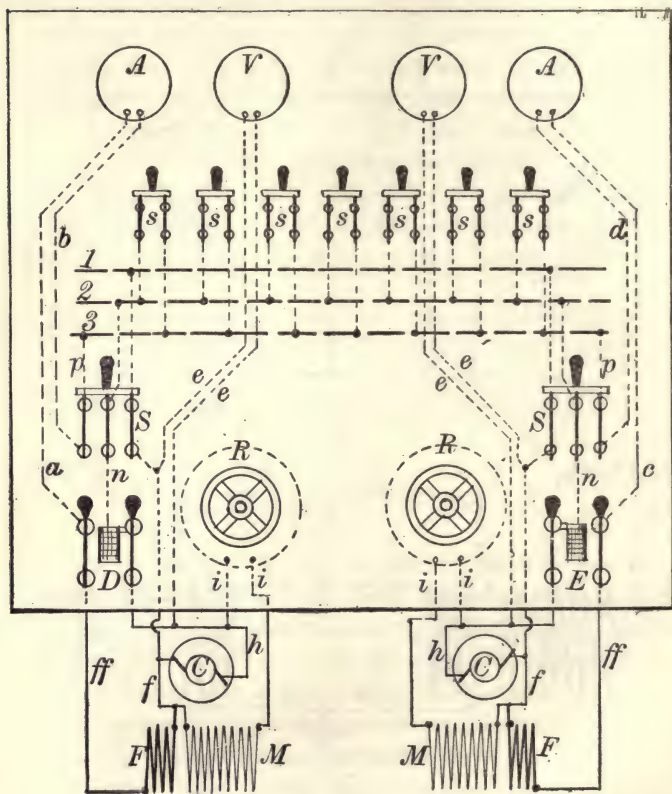 A V V A
s s s s s s s
b d
1
2
3
p p
e e
e e
S S
R R
a n n c
D i i i i E
h h
ff f C C f ff
F M M F